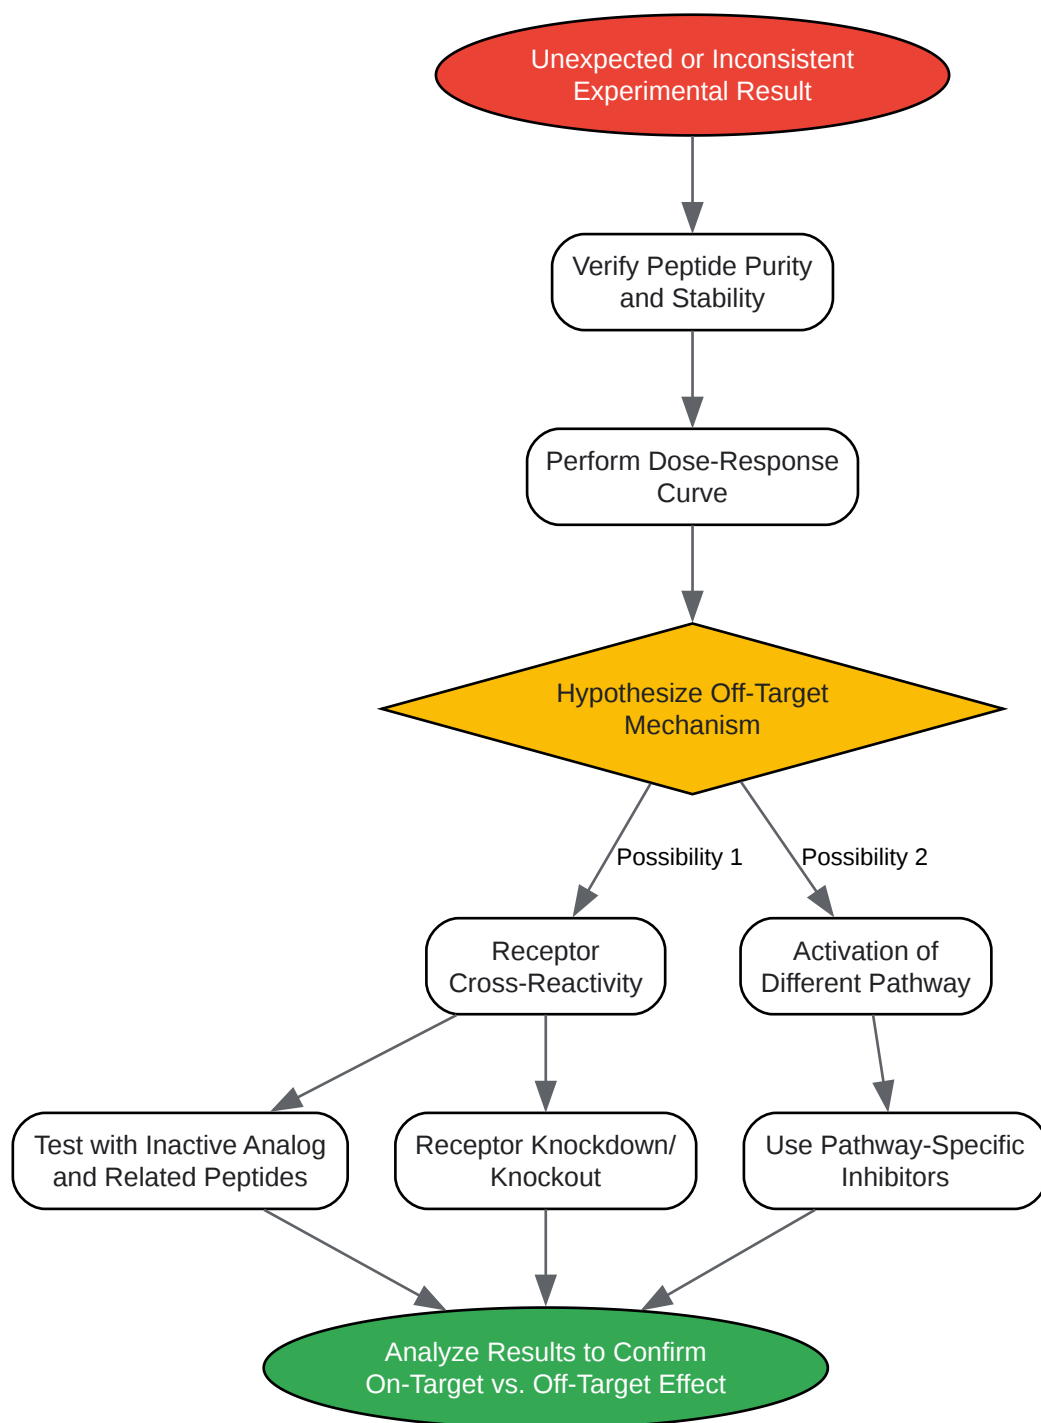 Unexpected or Inconsistent
Experimental Result
Verify Peptide Purity
and Stability
Perform Dose-Response
Curve
Hypothesize Off-Target
Mechanism
Possibility 1
Possibility 2
Receptor
Cross-Reactivity
Activation of
Different Pathway
Test with Inactive Analog
and Related Peptides
Receptor Knockdown/
Knockout
Use Pathway-Specific
Inhibitors
Analyze Results to Confirm
On-Target vs. Off-Target Effect